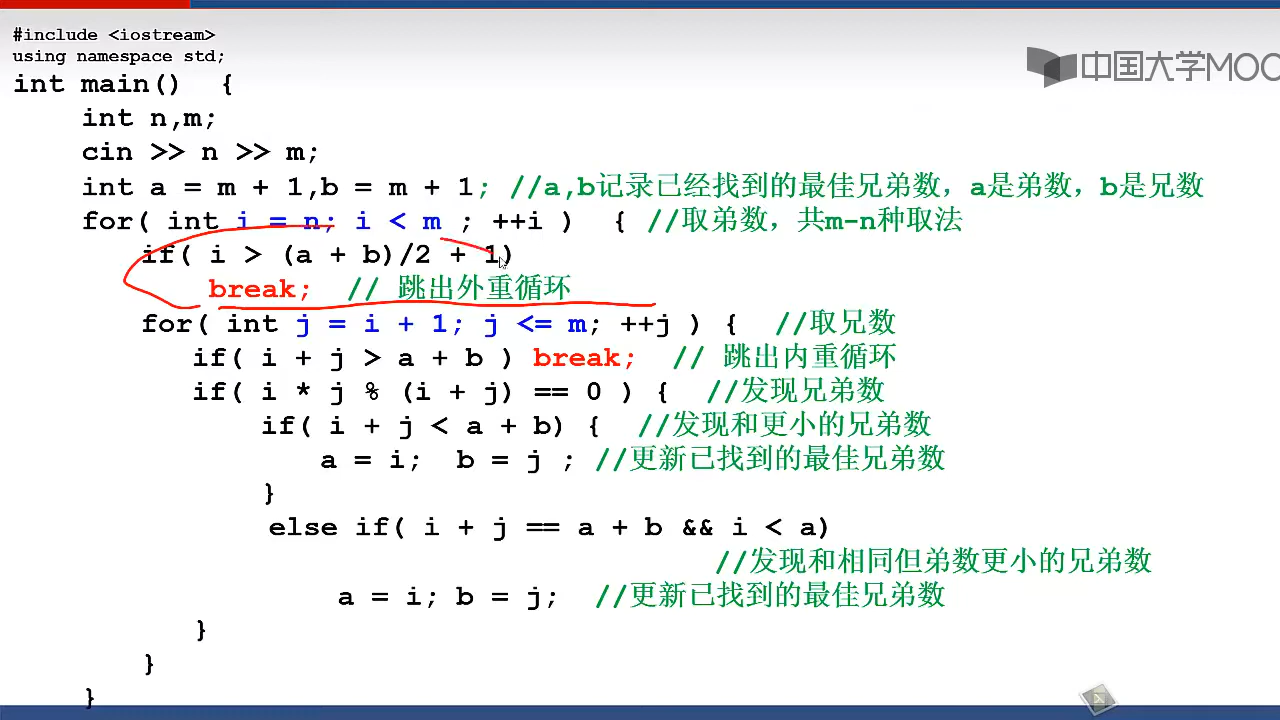 #include <iostream>
using namespace std;
中国大学MOO
int main()  {
int n,m;
cin >> n >> m;
int a = m + 1,b = m + 1; //a,b记录已经找到的最佳兄弟数，a是弟数，b是兄数
for( int i = n; i < m ; ++i )  { //取弟数，共m-n种取法
if( i > (a + b)/2 + 1)
break;  // 跳出外重循环
for( int j = i + 1; j <= m; ++j ) {  //取兄数
if( i + j > a + b ) break;  // 跳出内重循环
if( i * j % (i + j) == 0 ) {  //发现兄弟数
if( i + j < a + b) {  //发现和更小的兄弟数
a = i;  b = j ; //更新已找到的最佳兄弟数
}
else if( i + j == a + b && i < a)
//发现和相同但弟数更小的兄弟数
a = i; b = j;  //更新已找到的最佳兄弟数
}
}
}